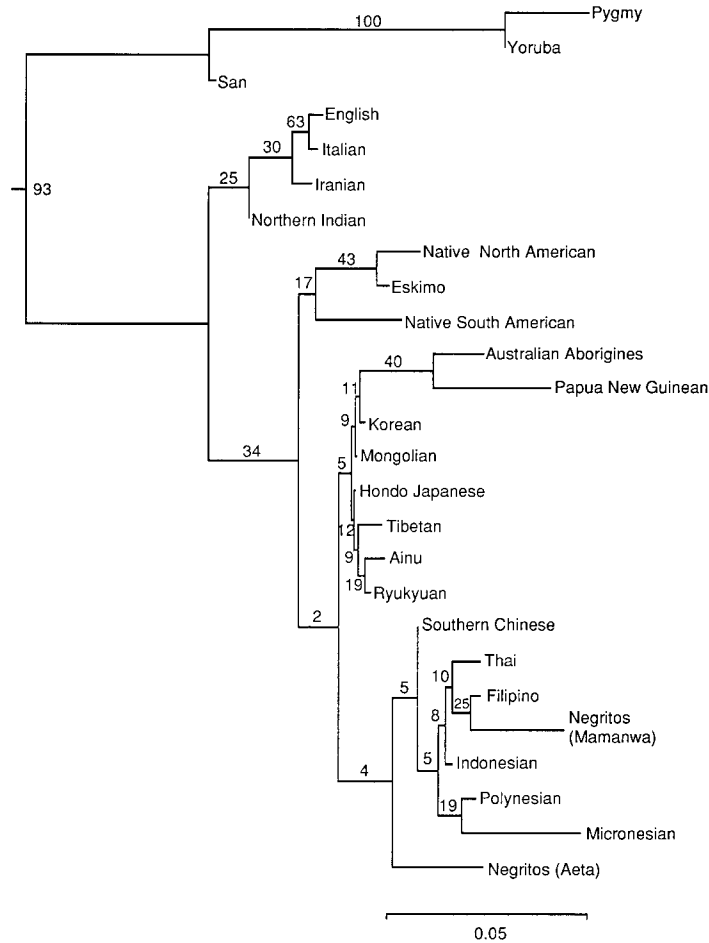 Pygmy
100
Yoruba
San
English
63
Italian
30
Iranian
25
93
Northern Indian
Native North American
43
Eskimo
17
Native South American
Australian Aborigines
40
Papua New Guinean
11
Korean
9
34
Mongolian
5
Hondo Japanese
12
Tibetan
9
Ainu
19
Ryukyuan
2
Southern Chinese
Thai
10
5
Filipino
25
8
Negritos
(Mamanwa)
5
Indonesian
4
Polynesian
19
Micronesian
Negritos (Aeta)
0.05